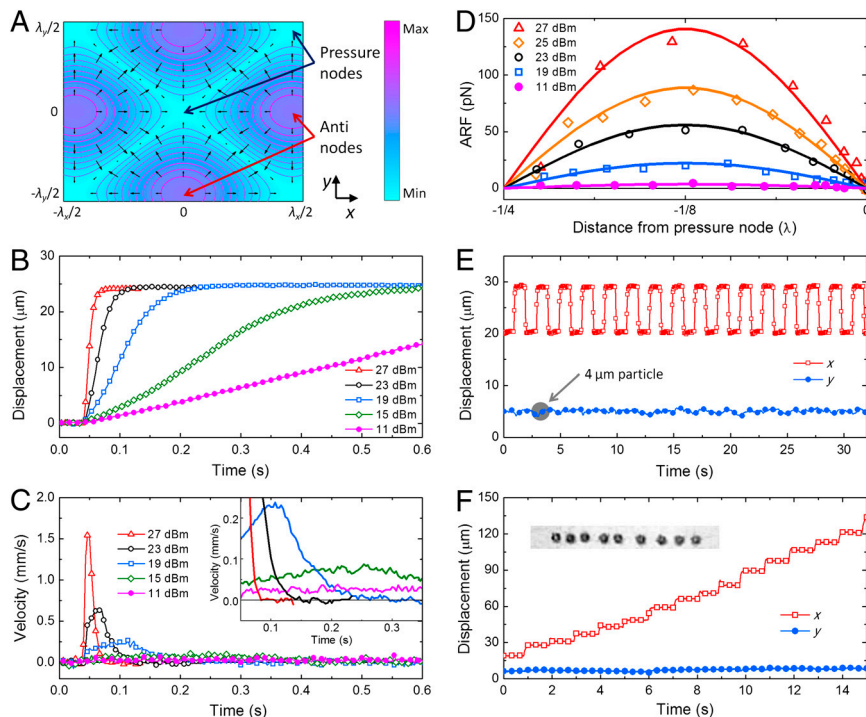 A
λy/2
0
-λy/2
-λx/2
0
λx/2
Pressure
nodes
Anti
nodes
y
x
Max
Min
B
Displacement (μm)
30
20
10
0
27 dBm
23 dBm
19 dBm
15 dBm
11 dBm
0.0 0.1 0.2 0.3 0.4 0.5 0.6
Time (s)
C
Velocity (mm/s)
2.0
1.5
1.0
0.5
0.0
27 dBm
23 dBm
19 dBm
15 dBm
11 dBm
Velocity (mm/s)
0.2
0.1
0.0
0.1 0.2 0.3
Time (s)
0.0 0.1 0.2 0.3 0.4 0.5 0.6
Time (s)
D
ARF (pN)
150
125
100
50
0
27 dBm
25 dBm
23 dBm
19 dBm
11 dBm
-1/4 -1/8 0
Distance from pressure node (λ)
E
Displacement (μm)
30
20
10
0
x
y
4 μm particle
0 5 10 15 20 25 30
Time (s)
F
Displacement (μm)
150
120
90
60
30
0
x
y
0 2 4 6 8 10 12 14
Time (s)